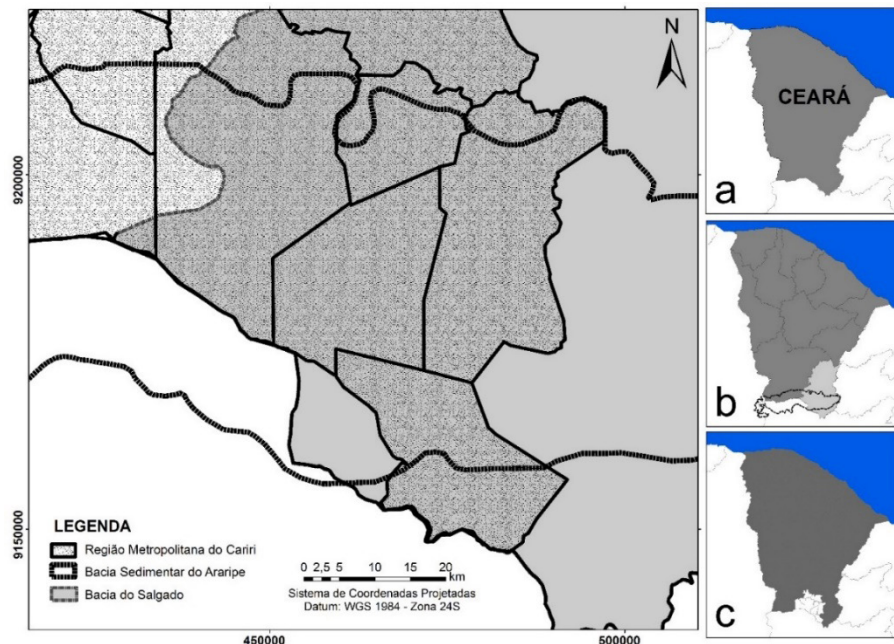 N
9200000
9150000
450000
500000
LEGENDA
Região Metropolitana do Cariri
Bacia Sedimentar do Araripe
Bacia do Salgado
0 2,5 5 10 15 20
km
Sistema de Coordenadas Projetadas
Datum: WGS 1984 - Zona 24S
CEARÁ
a
b
c